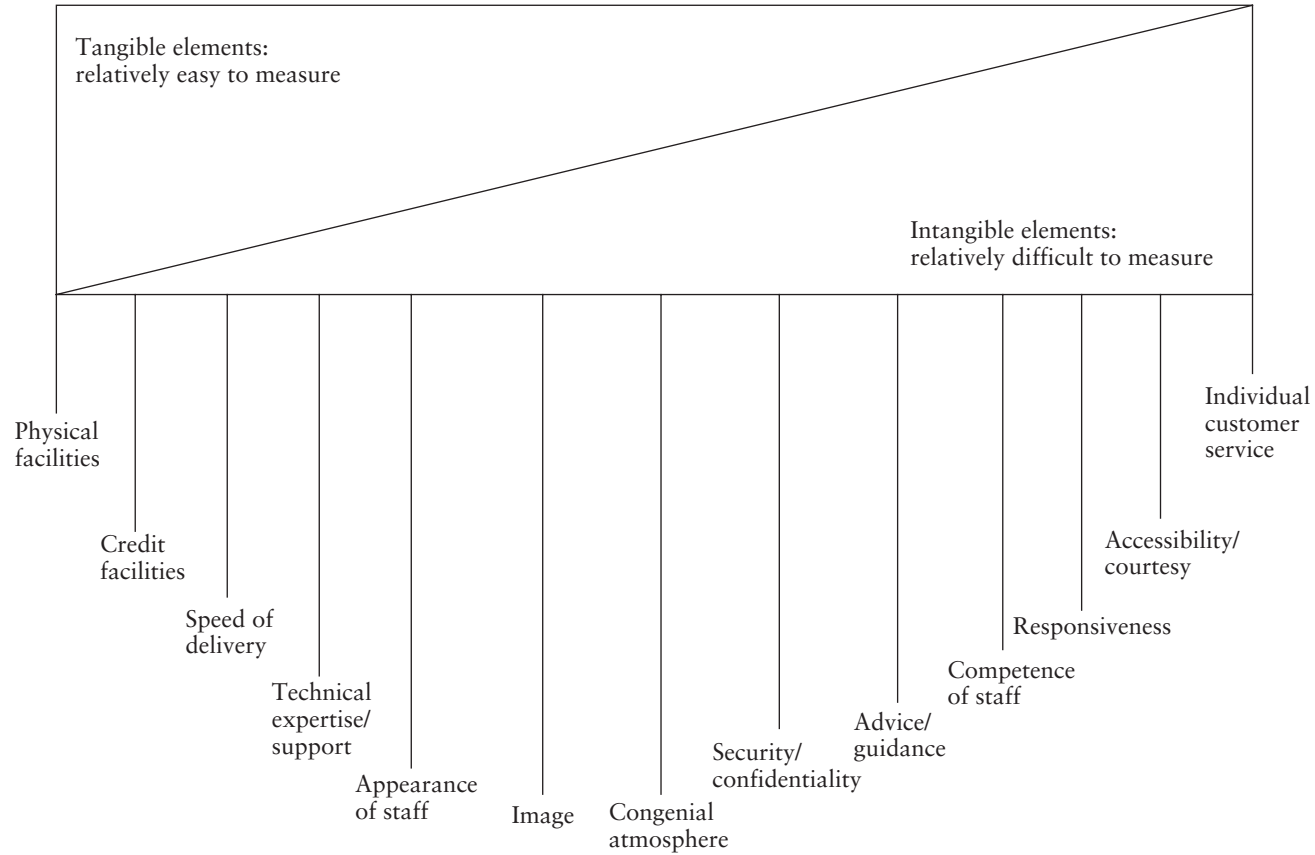 Tangible elements:
relatively easy to measure
Intangible elements:
relatively difficult to measure
Physical
facilities
Credit
facilities
Speed of
delivery
Technical
expertise/
support
Appearance
of staff
Image
Congenial
atmosphere
Security/
confidentiality
Advice/
guidance
Competence
of staff
Responsiveness
Accessibility/
courtesy
Individual
customer
service